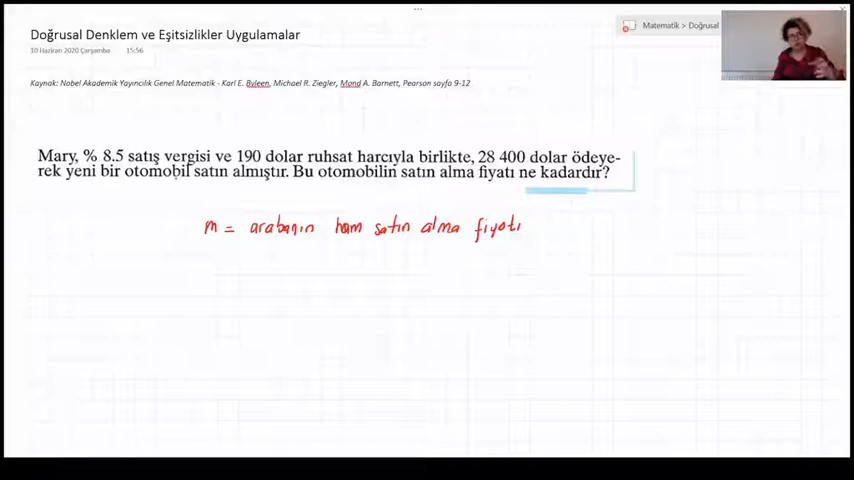 Doğrusal Denklem ve Eşitsizlikler Uygulamalar
10 Haziran 2020 Çarşamba 15:56
Matematik > Doğrusal
Kaynak: Nobel Akademik Yayıncılık Genel Matematik - Karl E. Byleen, Michael R. Ziegler, Mond A. Barnett, Pearson sayfa 9-12
Mary, % 8.5 satış vergisi ve 190 dolar ruhsat harcıyla birlikte, 28 400 dolar ödeye-
rek yeni bir otomobil satın almıştır. Bu otomobilin satın alma fiyatı ne kadardır?
m = arabanın ham satın alma fiyatı